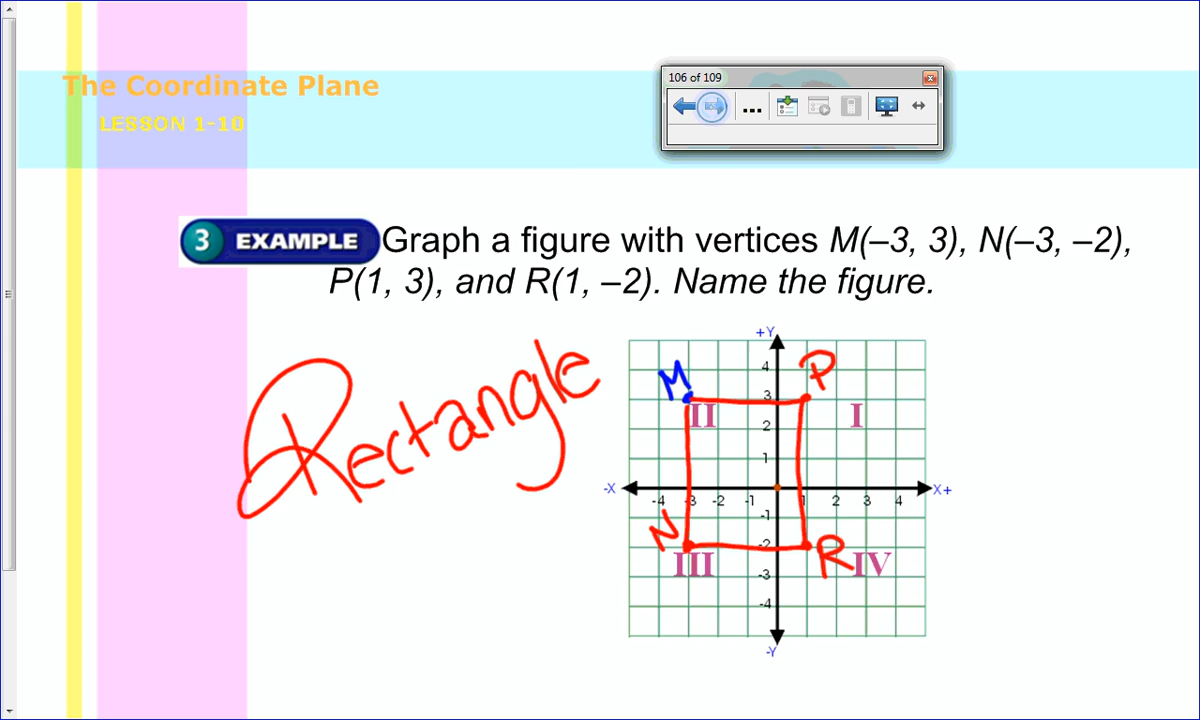 The Coordinate Plane
LESSON 1-10
106 of 109
3 EXAMPLE Graph a figure with vertices M(–3, 3), N(–3, –2),
P(1, 3), and R(1, –2). Name the figure.
Rectangle
+Y
M
P
4
3
II
I
2
1
-X
X+
-4 -3 -2 -1 1 2 3 4
-1
N
-2
R
III
IV
-3
-4
-Y